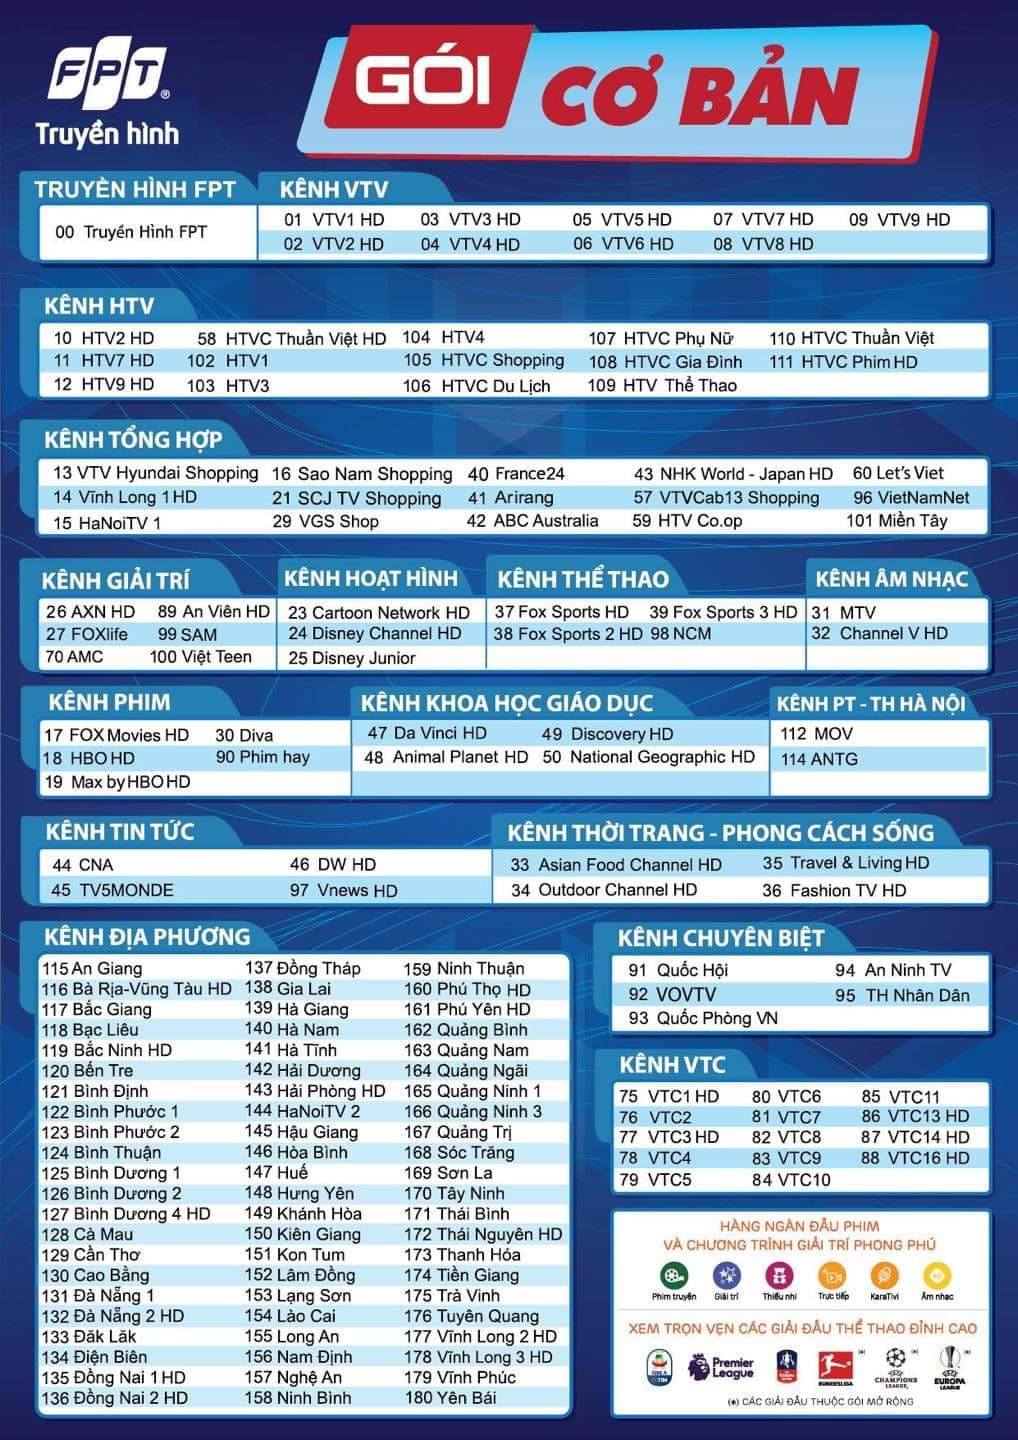 FPT
Truyền hình
GÓI CƠ BẢN
TRUYỀN HÌNH FPT
00 Truyền Hình FPT
KÊNH VTV
01 VTV1 HD 03 VTV3 HD 05 VTV5 HD 07 VTV7 HD 09 VTV9 HD
02 VTV2 HD 04 VTV4 HD 06 VTV6 HD 08 VTV8 HD
KÊNH HTV
10 HTV2 HD 58 HTVC Thuần Việt HD 104 HTV4 107 HTVC Phụ Nữ 110 HTVC Thuần Việt
11 HTV7 HD 102 HTV1 105 HTVC Shopping 108 HTVC Gia Đình 111 HTVC Phim HD
12 HTV9 HD 103 HTV3 106 HTVC Du Lịch 109 HTV Thể Thao
KÊNH TỔNG HỢP
13 VTV Hyundai Shopping 16 Sao Nam Shopping 40 France24 43 NHK World - Japan HD 60 Let's Viet
14 Vĩnh Long 1 HD 21 SCJ TV Shopping 41 Arirang 57 VTVCab13 Shopping 96 VietNamNet
15 HaNoiTV 1 29 VGS Shop 42 ABC Australia 59 HTV Co.op 101 Miền Tây
KÊNH GIẢI TRÍ
26 AXN HD 89 An Viên HD
27 FOXlife 99 SAM
70 AMC 100 Việt Teen
KÊNH HOẠT HÌNH
23 Cartoon Network HD
24 Disney Channel HD
25 Disney Junior
KÊNH THỂ THAO
37 Fox Sports HD 39 Fox Sports 3 HD
38 Fox Sports 2 HD 98 NCM
KÊNH ÂM NHẠC
31 MTV
32 Channel V HD
KÊNH PHIM
17 FOX Movies HD 30 Diva
18 HBO HD 90 Phim hay
19 Max by HBO HD
KÊNH KHOA HỌC GIÁO DỤC
47 Da Vinci HD 49 Discovery HD
48 Animal Planet HD 50 National Geographic HD
KÊNH PT - TH HÀ NỘI
112 MOV
114 ANTG
KÊNH TIN TỨC
44 CNA 46 DW HD
45 TV5MONDE 97 Vnews HD
KÊNH THỜI TRANG - PHONG CÁCH SỐNG
33 Asian Food Channel HD 35 Travel & Living HD
34 Outdoor Channel HD 36 Fashion TV HD
KÊNH ĐỊA PHƯƠNG
115 An Giang 137 Đồng Tháp 159 Ninh Thuận
116 Bà Rịa-Vũng Tàu HD 138 Gia Lai 160 Phú Thọ HD
117 Bắc Giang 139 Hà Giang 161 Phú Yên HD
118 Bạc Liêu 140 Hà Nam 162 Quảng Bình
119 Bắc Ninh HD 141 Hà Tĩnh 163 Quảng Nam
120 Bến Tre 142 Hải Dương 164 Quảng Ngãi
121 Bình Định 143 Hải Phòng HD 165 Quảng Ninh 1
122 Bình Phước 1 144 HaNoiTV 2 166 Quảng Ninh 3
123 Bình Phước 2 145 Hậu Giang 167 Quảng Trị
124 Bình Thuận 146 Hòa Bình 168 Sóc Trăng
125 Bình Dương 1 147 Huế 169 Sơn La
126 Bình Dương 2 148 Hưng Yên 170 Tây Ninh
127 Bình Dương 4 HD 149 Khánh Hòa 171 Thái Bình
128 Cà Mau 150 Kiên Giang 172 Thái Nguyên HD
129 Cần Thơ 151 Kon Tum 173 Thanh Hóa
130 Cao Bằng 152 Lâm Đồng 174 Tiền Giang
131 Đà Nẵng 1 153 Lạng Sơn 175 Trà Vinh
132 Đà Nẵng 2 HD 154 Lào Cai 176 Tuyên Quang
133 Đăk Lăk 155 Long An 177 Vĩnh Long 2 HD
134 Điện Biên 156 Nam Định 178 Vĩnh Long 3 HD
135 Đồng Nai 1 HD 157 Nghệ An 179 Vĩnh Phúc
136 Đồng Nai 2 HD 158 Ninh Bình 180 Yên Bái
KÊNH CHUYÊN BIỆT
91 Quốc Hội 94 An Ninh TV
92 VOVTV 95 TH Nhân Dân
93 Quốc Phòng VN
KÊNH VTC
75 VTC1 HD 80 VTC6 85 VTC11
76 VTC2 81 VTC7 86 VTC13 HD
77 VTC3 HD 82 VTC8 87 VTC14 HD
78 VTC4 83 VTC9 88 VTC16 HD
79 VTC5 84 VTC10
HÀNG NGÀN ĐẦU PHIM
VÀ CHƯƠNG TRÌNH GIẢI TRÍ PHONG PHÚ
Phim truyện Giải trí Thiếu nhi Trực tiếp KaraTivi Âm nhạc
XEM TRỌN VẸN CÁC GIẢI ĐẤU THỂ THAO ĐỈNH CAO
SERIE A TIM Premier League BUNDESLIGA (*) CHAMPIONS LEAGUE (*) EUROPA LEAGUE (*)
(*) CÁC GIẢI ĐẤU THUỘC GÓI MỞ RỘNG